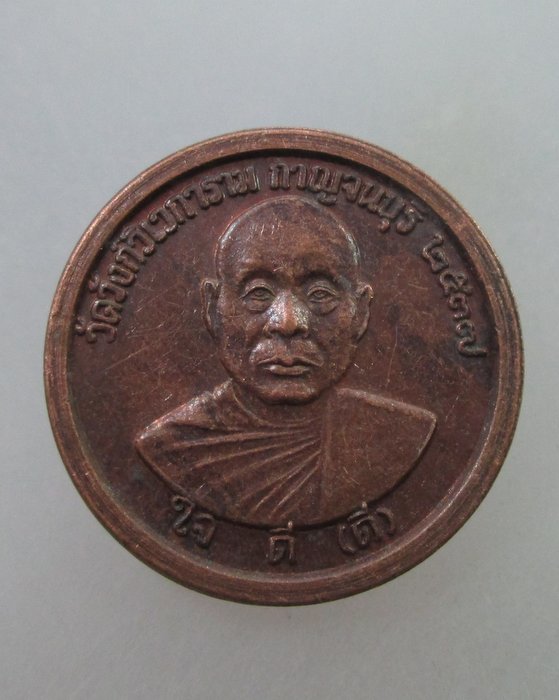 วัดวังก์วิเวการาม กาญจนบุรี ๒๕๓๗
ใจ ดี (ดี)